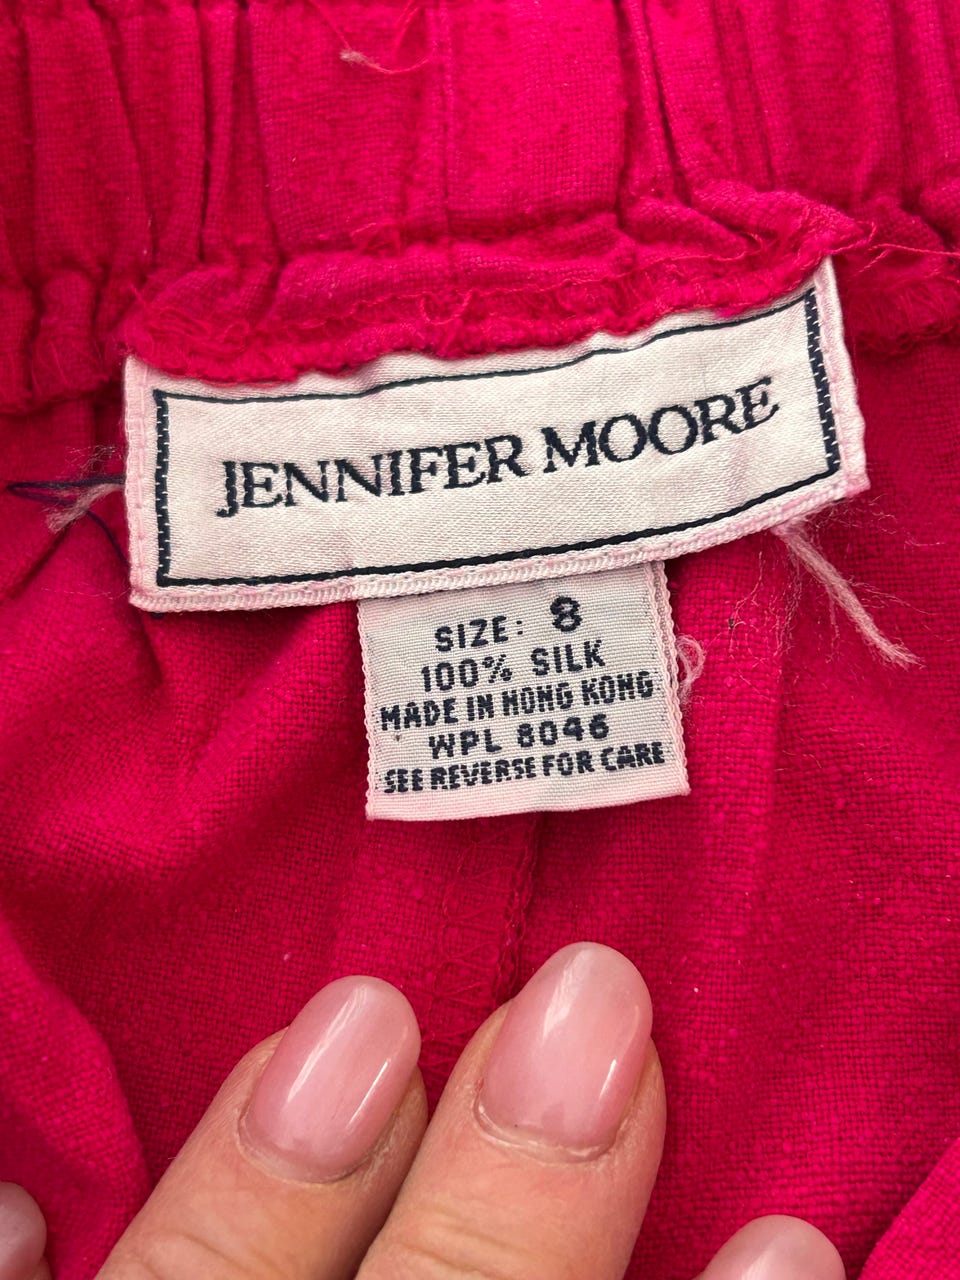 JENNIFER MOORE
SIZE: 8
100% SILK
MADE IN HONG KONG
WPL 8046
SEE REVERSE FOR CARE